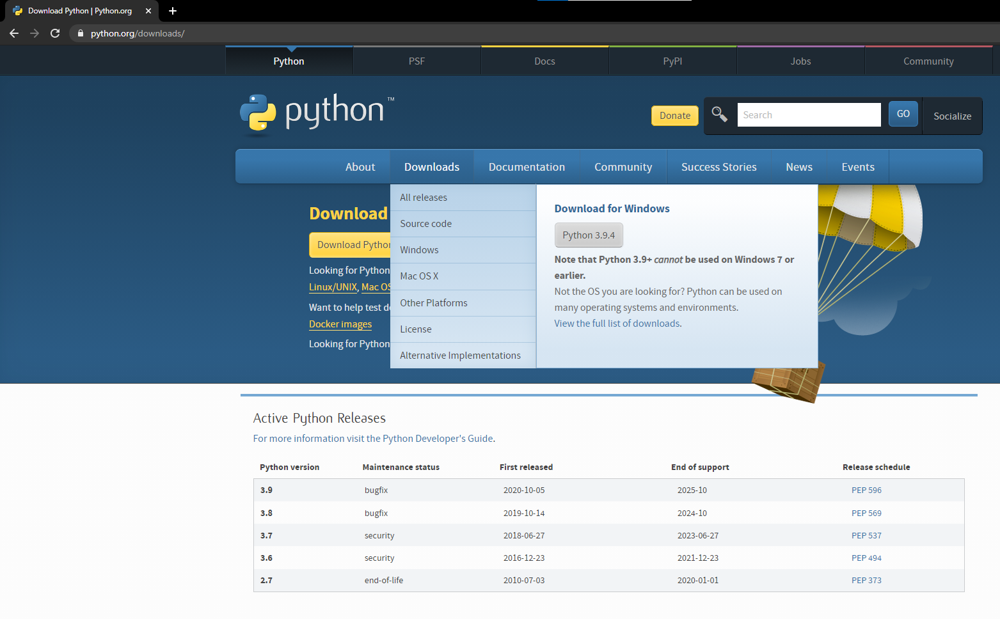 Download Python | Python.org
python.org/downloads/
Python PSF Docs PyPI Jobs Community
python™
Donate Search GO Socialize
About Downloads Documentation Community Success Stories News Events
All releases
Source code
Windows
Mac OS X
Other Platforms
License
Alternative Implementations
Download for Windows
Python 3.9.4
Note that Python 3.9+ cannot be used on Windows 7 or
earlier.
Not the OS you are looking for? Python can be used on
many operating systems and environments.
View the full list of downloads.
Download
Download Python
Looking for Python
Linux/UNIX, Mac OS
Want to help test
Docker images
Looking for Python
Active Python Releases
For more information visit the Python Developer's Guide.
Python version Maintenance status First released End of support Release schedule
3.9 bugfix 2020-10-05 2025-10 PEP 596
3.8 bugfix 2019-10-14 2024-10 PEP 569
3.7 security 2018-06-27 2023-06-27 PEP 537
3.6 security 2016-12-23 2021-12-23 PEP 494
2.7 end-of-life 2010-07-03 2020-01-01 PEP 373